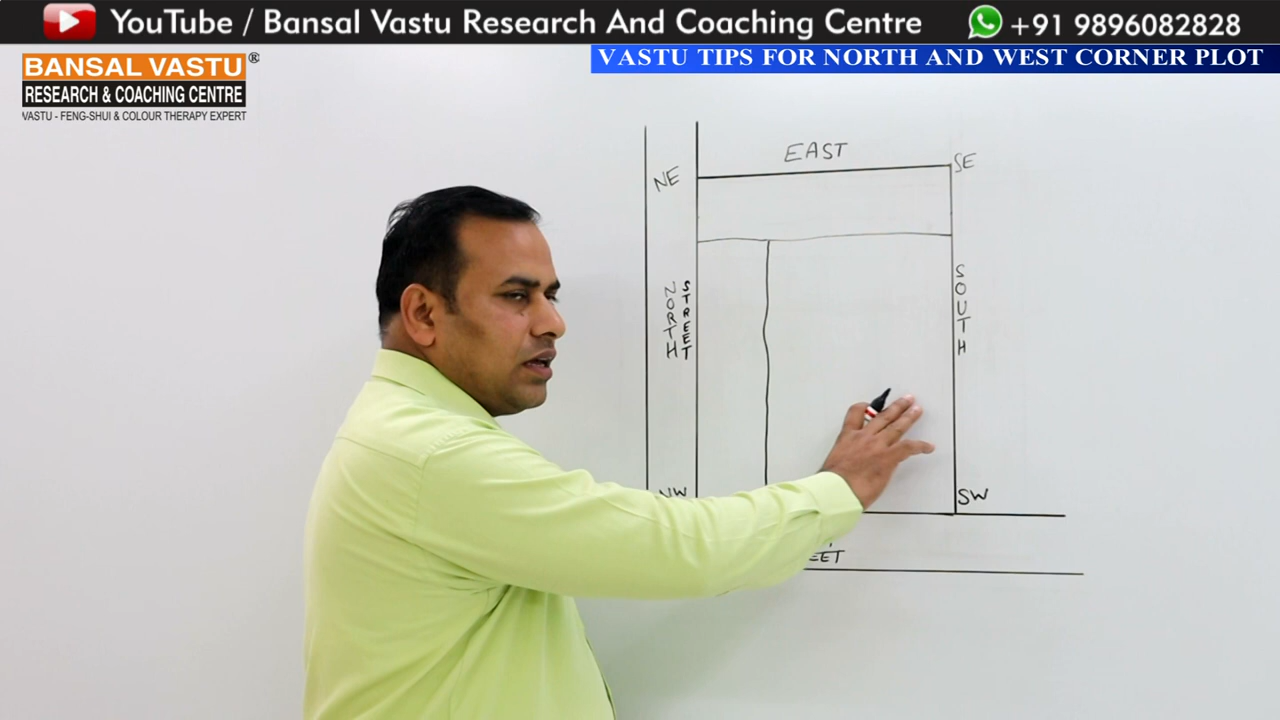 YouTube / Bansal Vastu Research And Coaching Centre
+91 9896082828
VASTU TIPS FOR NORTH AND WEST CORNER PLOT
BANSAL VASTU®
RESEARCH & COACHING CENTRE
VASTU - FENG-SHUI & COLOUR THERAPY EXPERT
EAST
NE
SE
NORTH
STREET
SOUTH
NW
SW